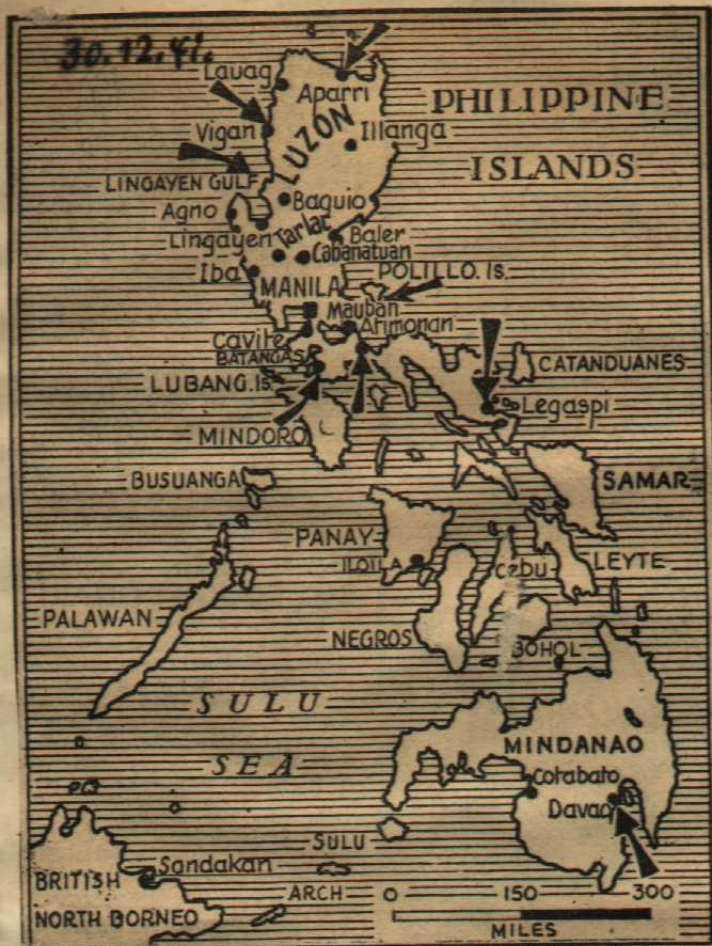 30.12.41.
Lauag
Aparri
PHILIPPINE
ISLANDS
Vigan
LUZON
Illanga
LINGAYEN GULF
Baguio
Agno
Lingayen
Tarlac
Baler
Cabanatuan
Iba
POLILLO. Is.
MANILA
Mauban
Cavite
Atimonan
BATANGAS
CATANDUANES
LUBANG. Is.
Legaspi
MINDORO
BUSUANGA
SAMAR
PANAY
ILOILA
Cebu
LEYTE
PALAWAN
NEGROS
BOHOL
SULU
SEA
MINDANAO
Cotabato
Davao
SULU
Sandakan
BRITISH
NORTH BORNEO
ARCH
0 150 300
MILES